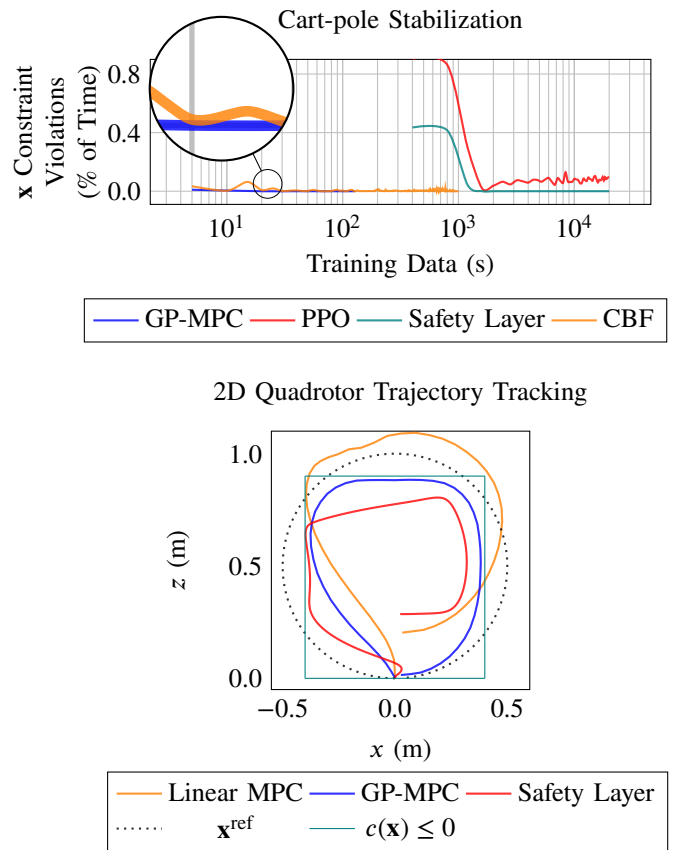 Cart-pole Stabilization
x Constraint
Violations
(% of Time)
0.8
0.4
0.0
10¹ 10² 10³ 10⁴
Training Data (s)
GP-MPC PPO Safety Layer CBF
2D Quadrotor Trajectory Tracking
z (m)
1.0
0.5
0.0
−0.5 0.0 0.5
x (m)
Linear MPC GP-MPC Safety Layer
x^ref c(x) ≤ 0